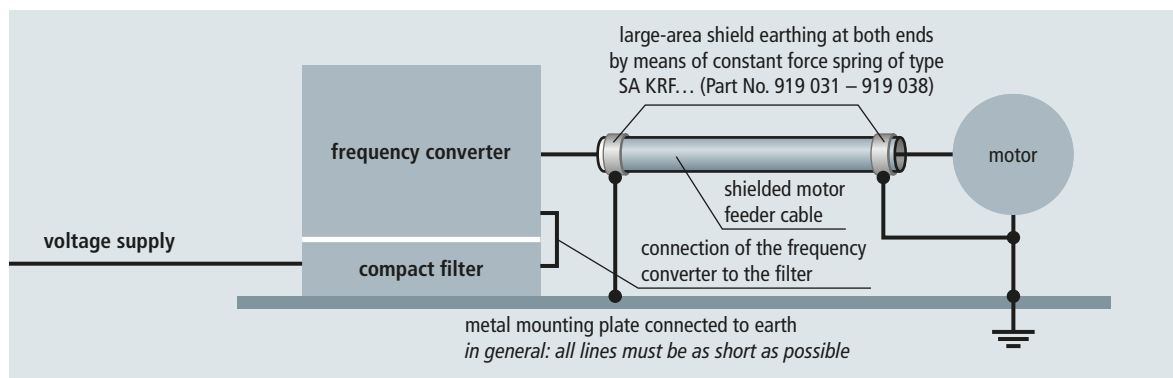 large-area shield earthing at both ends
by means of constant force spring of type
SA KRF… (Part No. 919 031 – 919 038)
frequency converter
motor
shielded motor
feeder cable
voltage supply
connection of the frequency
converter to the filter
compact filter
metal mounting plate connected to earth
in general: all lines must be as short as possible